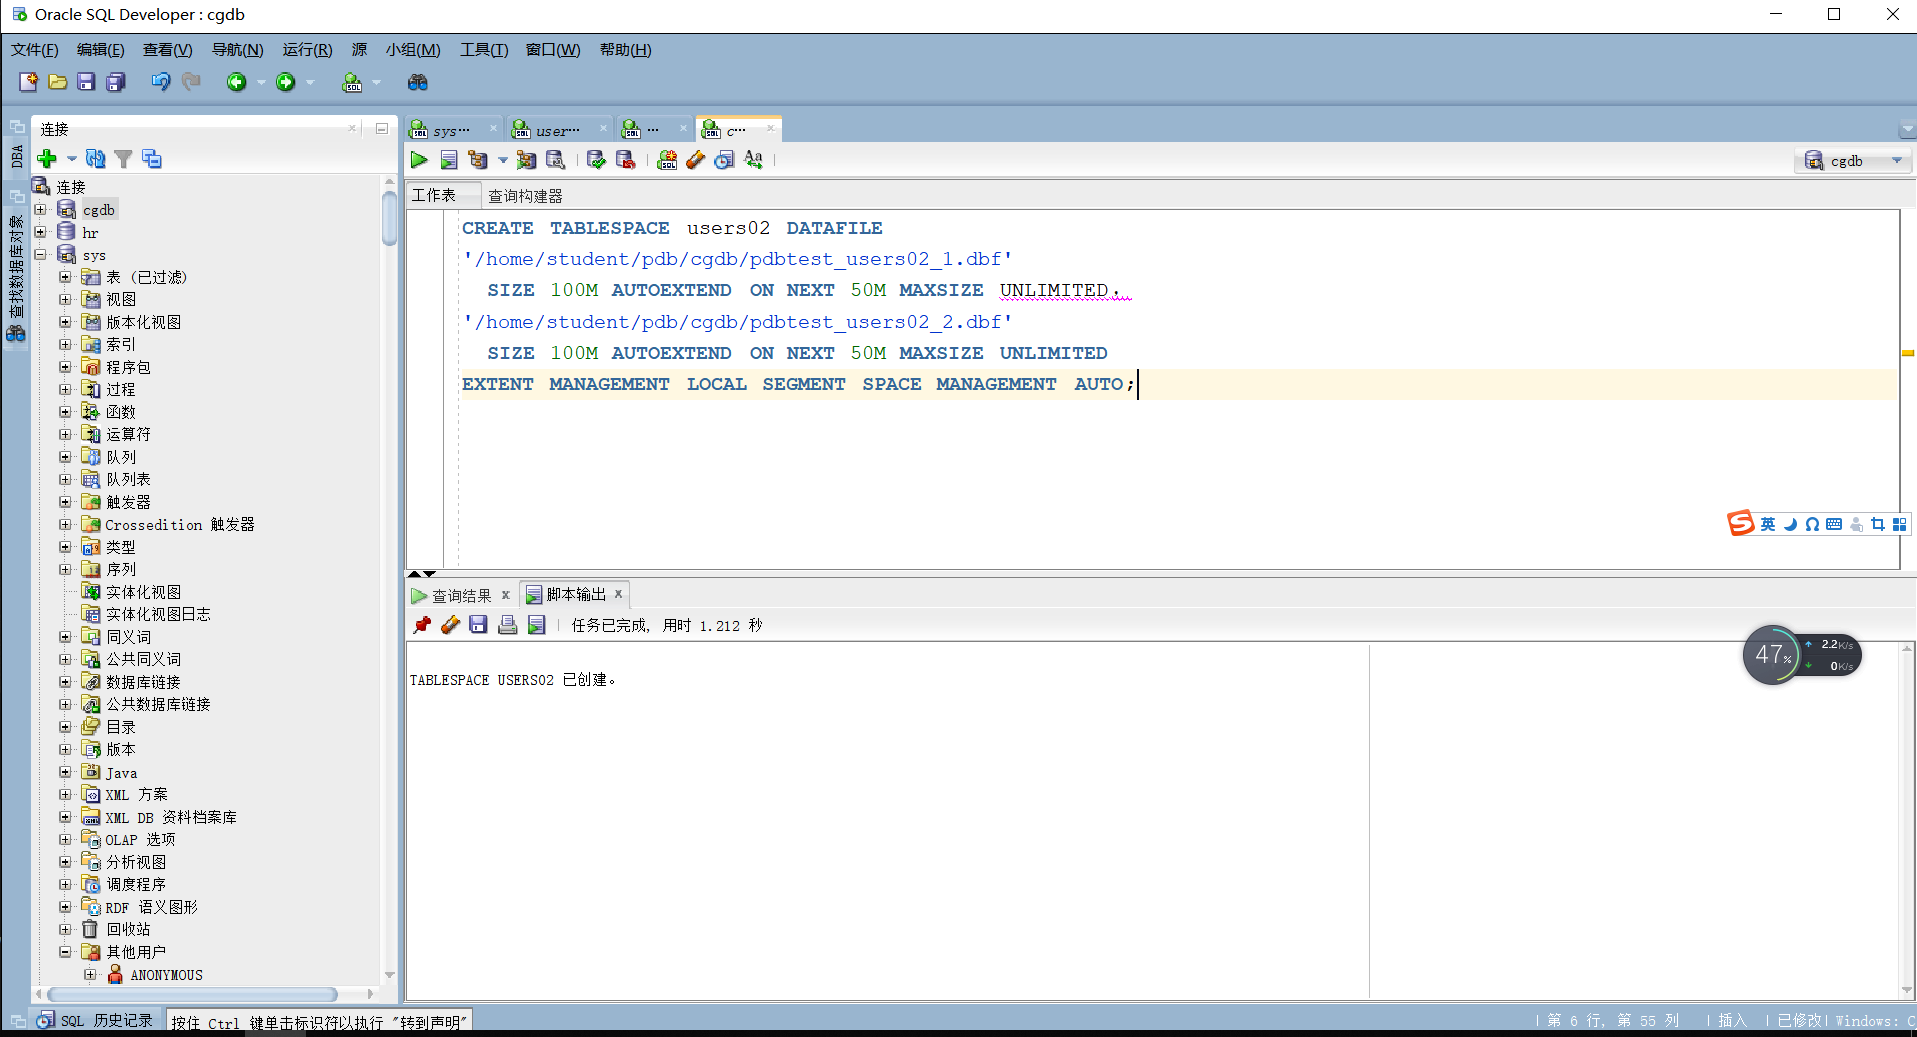 Oracle SQL Developer : cgdb
文件(F) 编辑(E) 查看(V) 导航(N) 运行(R) 源 小组(M) 工具(T) 窗口(W) 帮助(H)
连接
DBA
查找数据库对象
连接
cgdb
hr
sys
表 (已过滤)
视图
版本化视图
索引
程序包
过程
函数
运算符
队列
队列表
触发器
Crossedition 触发器
类型
序列
实体化视图
实体化视图日志
同义词
公共同义词
数据库链接
公共数据库链接
目录
版本
Java
XML 方案
XML DB 资料档案库
OLAP 选项
分析视图
调度程序
RDF 语义图形
回收站
其他用户
ANONYMOUS
sys… user… … c…
cgdb
工作表 查询构建器
CREATE TABLESPACE users02 DATAFILE
'/home/student/pdb/cgdb/pdbtest_users02_1.dbf'
SIZE 100M AUTOEXTEND ON NEXT 50M MAXSIZE UNLIMITED，
'/home/student/pdb/cgdb/pdbtest_users02_2.dbf'
SIZE 100M AUTOEXTEND ON NEXT 50M MAXSIZE UNLIMITED
EXTENT MANAGEMENT LOCAL SEGMENT SPACE MANAGEMENT AUTO;
英
查询结果 x 脚本输出 x
任务已完成, 用时 1.212 秒
TABLESPACE USERS02 已创建。
47%
2.2K/s
0K/s
SQL 历史记录
按住 Ctrl 键单击标识符以执行 "转到声明"
第 6 行, 第 55 列 | 插入 | 已修改| Windows: C